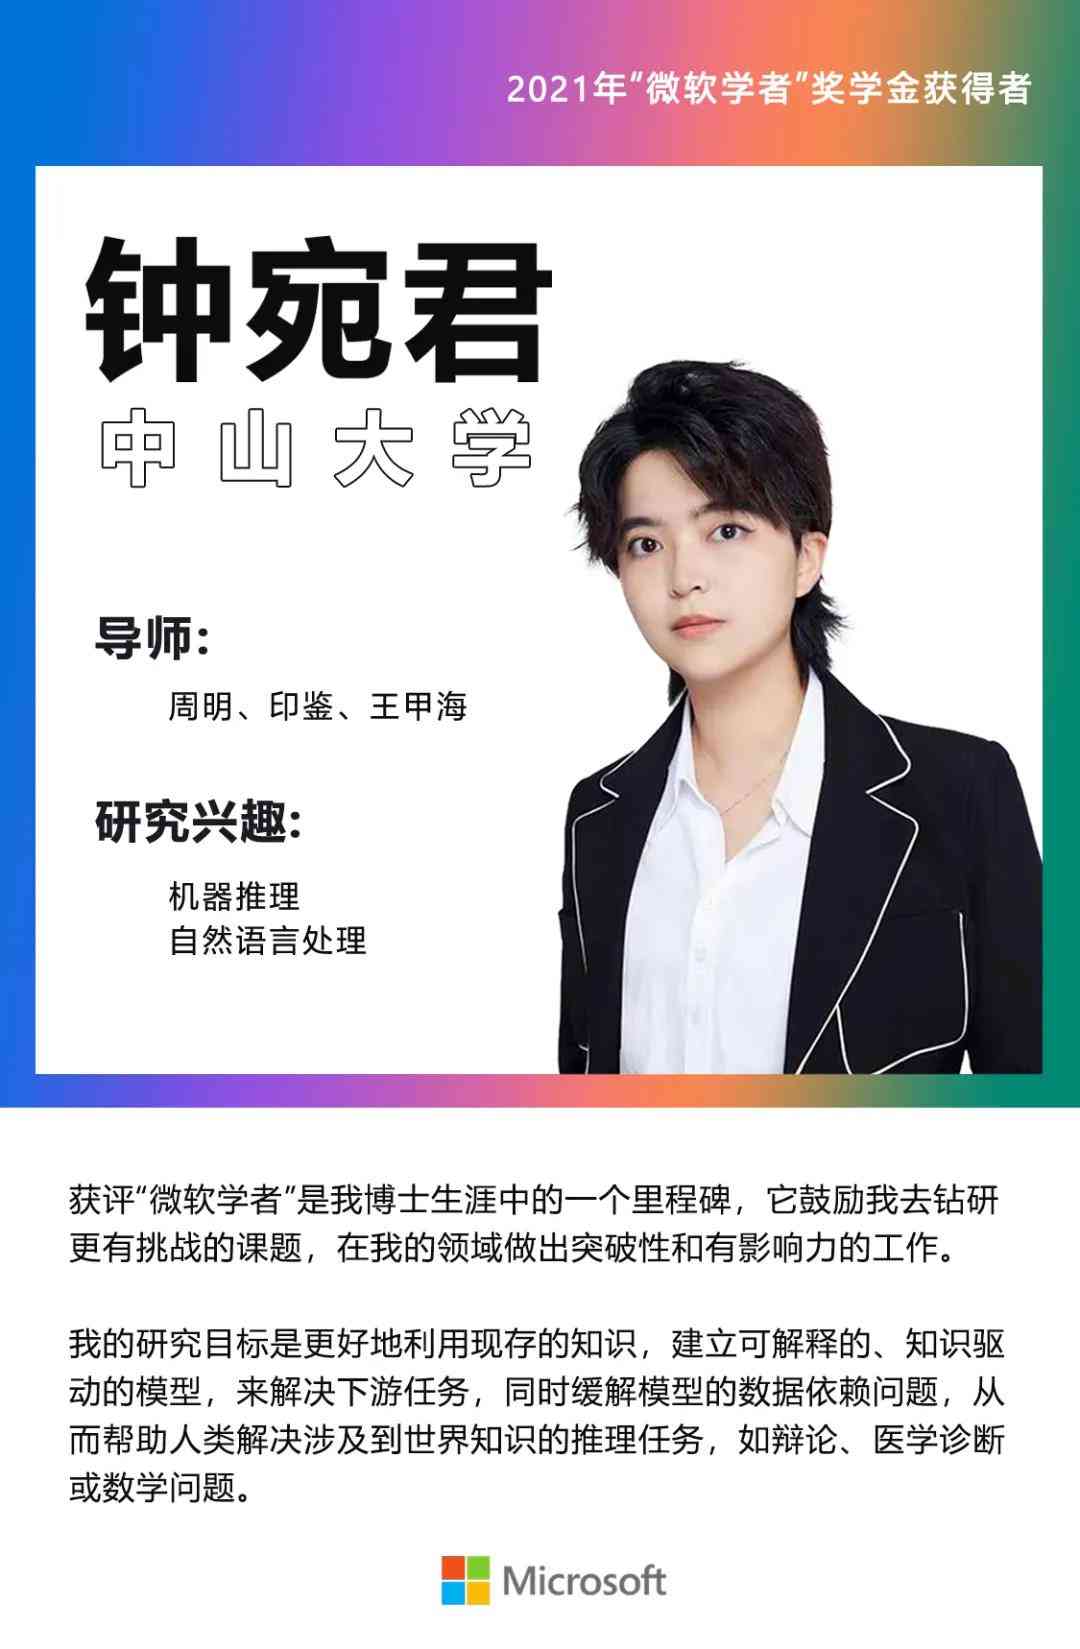 2021年“微软学者”奖学金获得者
钟宛君
中山大学
导师:
周明、印鉴、王甲海
研究兴趣:
机器推理
自然语言处理
获评“微软学者”是我博士生涯中的一个里程碑，它鼓励我去钻研
更有挑战的课题，在我的领域做出突破性和有影响力的工作。
我的研究目标是更好地利用现存的知识，建立可解释的、知识驱
动的模型，来解决下游任务，同时缓解模型的数据依赖问题，从
而帮助人类解决涉及到世界知识的推理任务，如辩论、医学诊断
或数学问题。
Microsoft